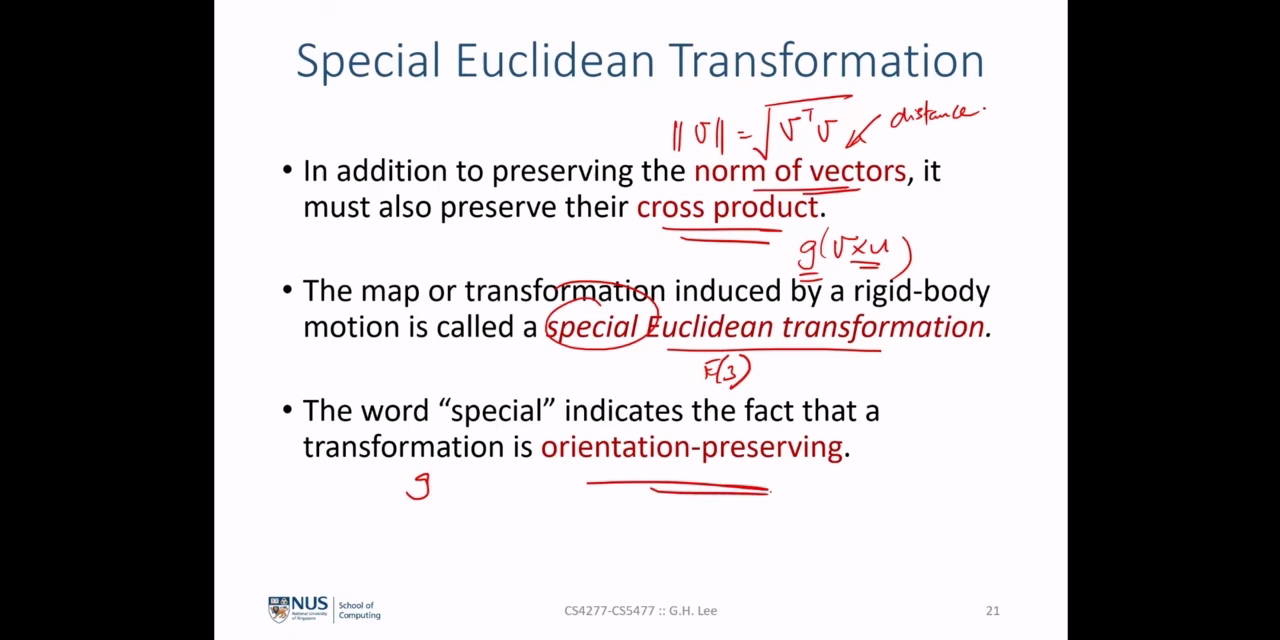 Special Euclidean Transformation
‖v‖ = √vᵀv distance.
• In addition to preserving the norm of vectors, it
must also preserve their cross product.
g(v×u)
• The map or transformation induced by a rigid-body
motion is called a special Euclidean transformation.
E(3)
• The word “special” indicates the fact that a
transformation is orientation-preserving.
g
NUS
National University
of Singapore
School of
Computing
CS4277-CS5477 :: G.H. Lee
21